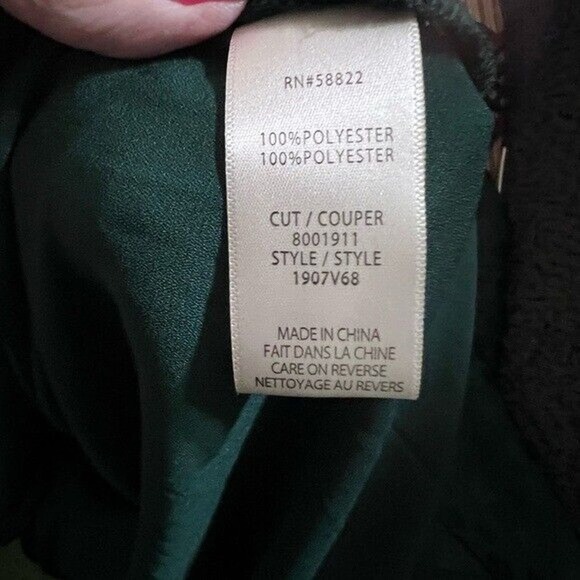 RN#58822
100%POLYESTER
100%POLYESTER
CUT / COUPER
8001911
STYLE / STYLE
1907V68
MADE IN CHINA
FAIT DANS LA CHINE
CARE ON REVERSE
NETTOYAGE AU REVERS